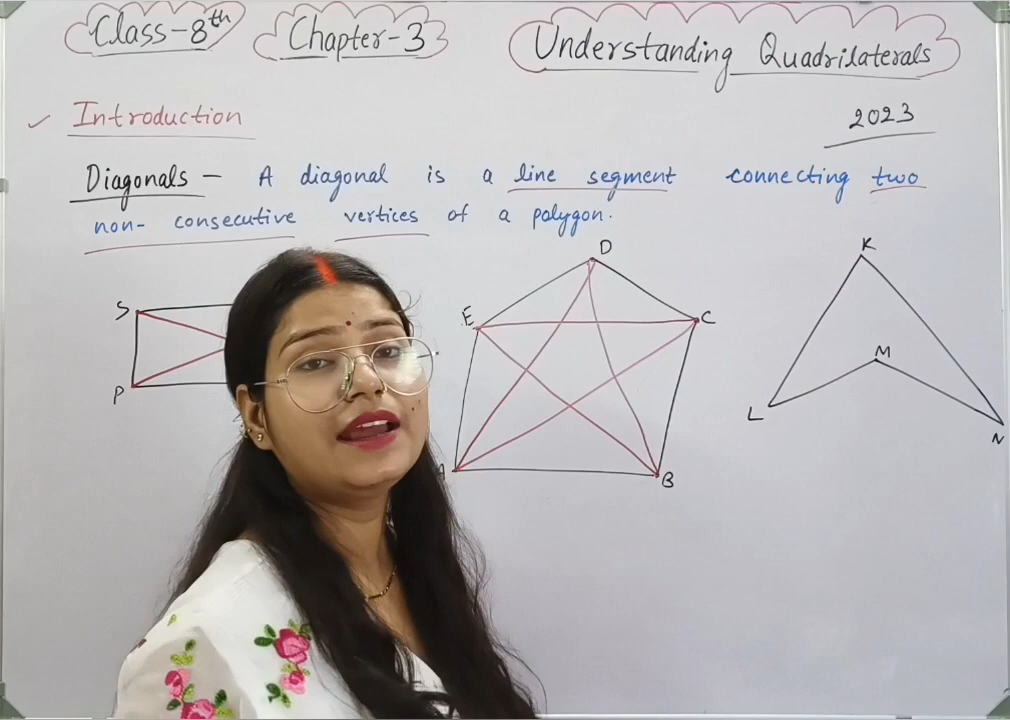 Class-8th Chapter-3 Understanding Quadrilaterals
Introduction 2023
Diagonals - A diagonal is a line segment connecting two
non- consecutive vertices of a polygon.
D K
S E C
M
P L
A B N